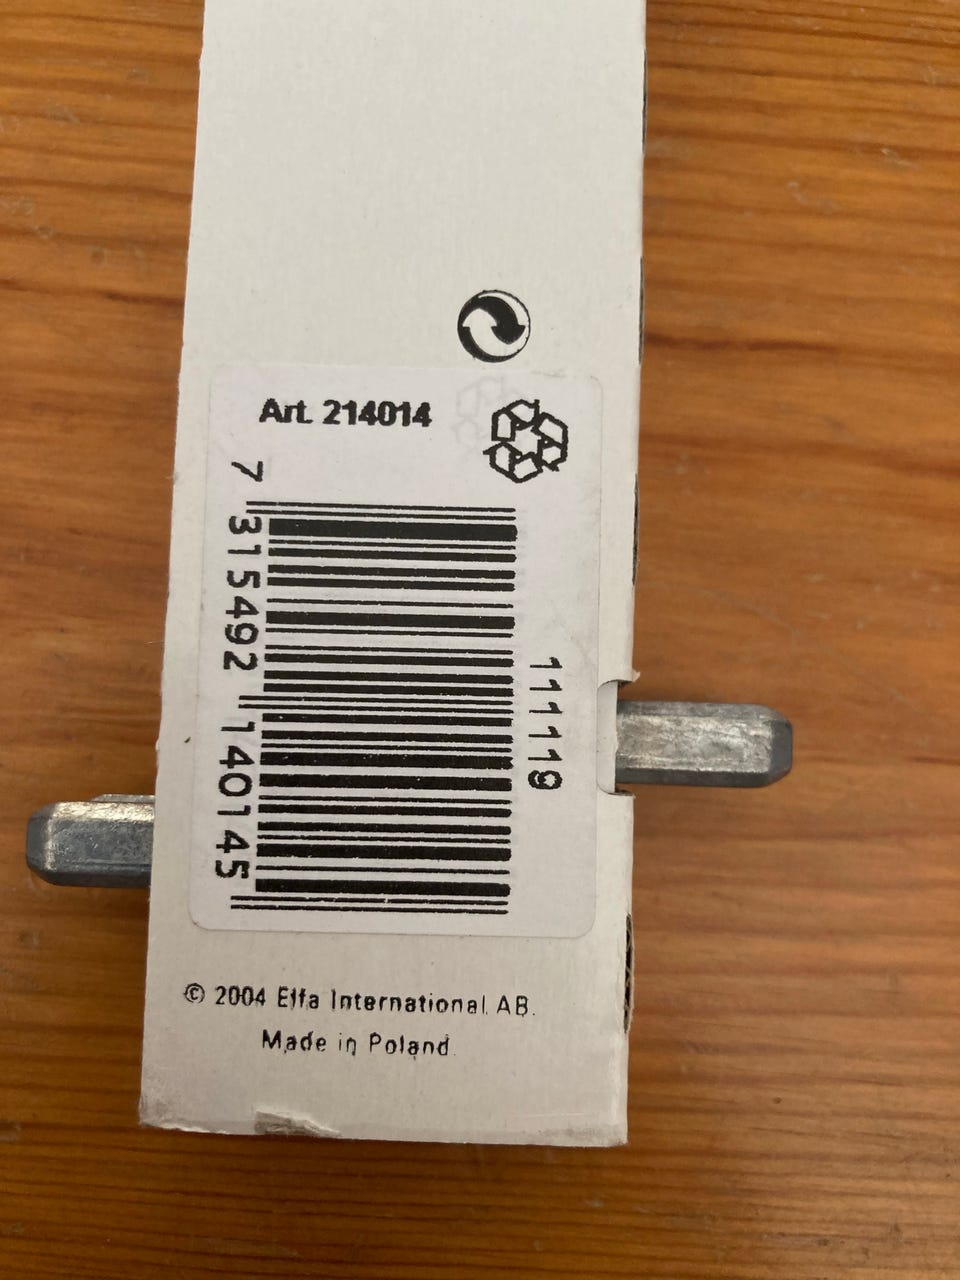 Art. 214014
7 315492 140145
111119
© 2004 Elfa International AB.
Made in Poland